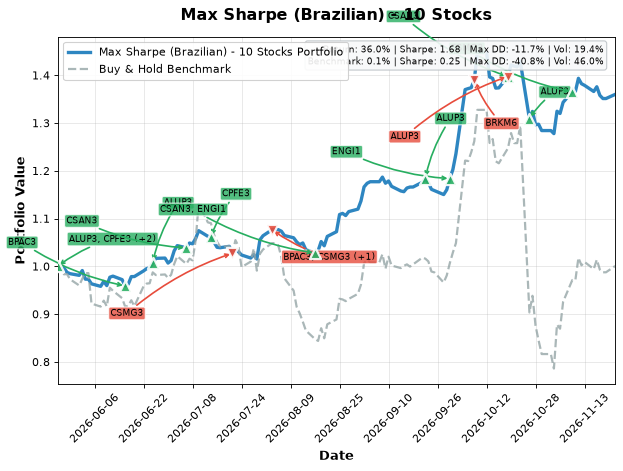 Max Sharpe (Brazilian) - 10 Stocks
CSAN3
Max Sharpe (Brazilian) - 10 Stocks Portfolio
Buy & Hold Benchmark
n: 36.0% | Sharpe: 1.68 | Max DD: -11.7% | Vol: 19.4%
Benchmark: 0.1% | Sharpe: 0.25 | Max DD: -40.8% | Vol: 46.0%
ALUP3
ALUP3
BRKM6
ALUP3
ENGI1
CPFE3
ALUP3
CSAN3, ENGI1
CSAN3
BPAC3
ALUP3, CPFE3 (+2)
BPAC3, CSMG3 (+1)
CSMG3
Portfolio Value
1.4
1.3
1.2
1.1
1.0
0.9
0.8
2026-06-06
2026-06-22
2026-07-08
2026-07-24
2026-08-09
2026-08-25
2026-09-10
2026-09-26
2026-10-12
2026-10-28
2026-11-13
Date